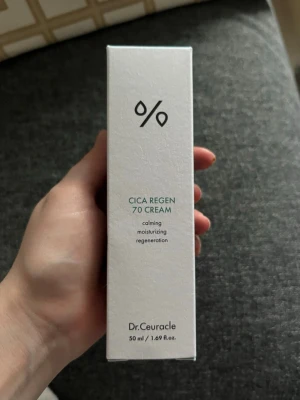 CICA REGEN
70 CREAM
calming
moisturizing
regeneration
Dr.Ceuracle
50 ml / 1.69 fl.oz.